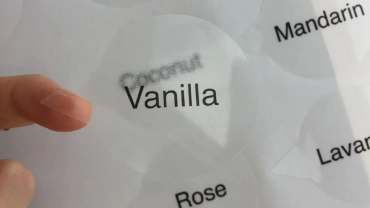 Mandarin
Coconut
Vanilla
Lavan
Rose